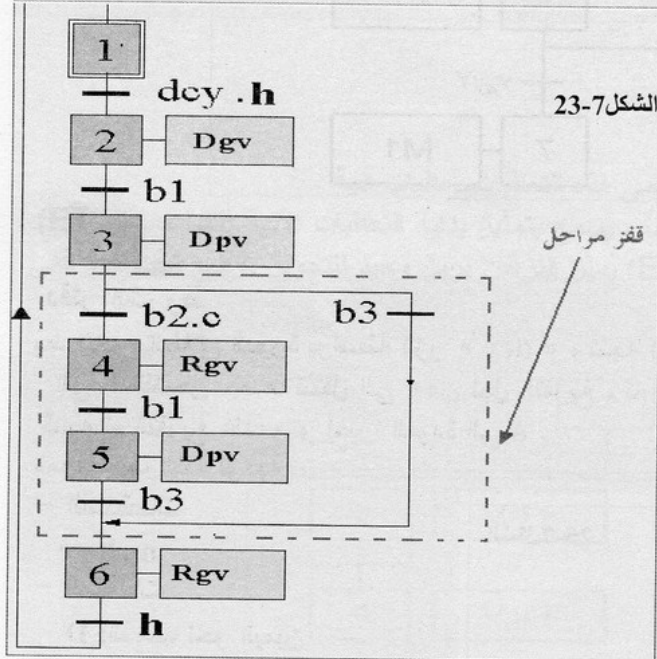 1
dcy .h
الشكل7-23
2 Dgv
b1
3 Dpv
قفز مراحل
b2.c b3
4 Rgv
b1
5 Dpv
b3
6 Rgv
h